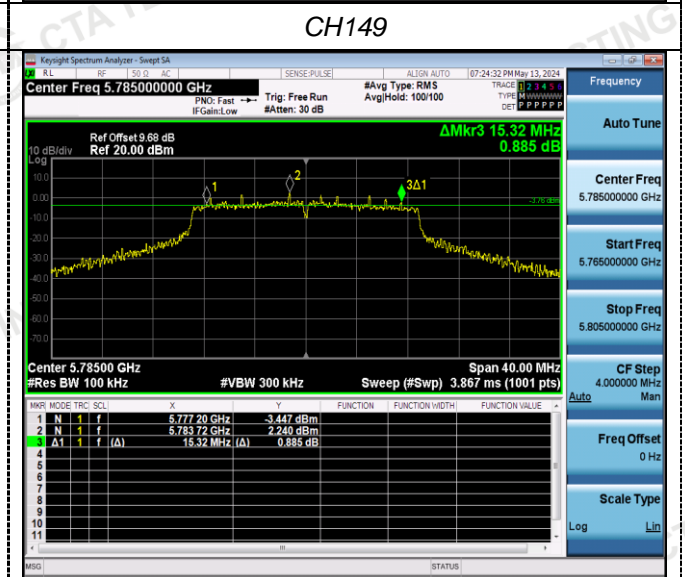 CH149
Keysight Spectrum Analyzer - Swept SA
RL RF 50 Ω AC SENSE:PULSE ALIGN AUTO 07:24:32 PM May 13, 2024
Center Freq 5.785000000 GHz
PNO: Fast
IFGain:Low
Trig: Free Run
#Atten: 30 dB
#Avg Type: RMS
Avg|Hold: 100/100
TRACE 1 2 3 4 5 6
TYPE M W W W W W
DET P P P P P P
Ref Offset 9.68 dB
Ref 20.00 dBm
ΔMkr3 15.32 MHz
0.885 dB
10 dB/div
Log
10.0
0.00
-10.0
-20.0
-30.0
-40.0
-50.0
-60.0
-70.0
1
2
3Δ1
-3.76 dBm
Center 5.78500 GHz
Span 40.00 MHz
#Res BW 100 kHz
#VBW 300 kHz
Sweep (#Swp) 3.867 ms (1001 pts)
MKR MODE TRC SCL X Y FUNCTION FUNCTION WIDTH FUNCTION VALUE
1 N 1 f 5.777 20 GHz -3.447 dBm
2 N 1 f 5.783 72 GHz 2.240 dBm
3 Δ1 1 f (Δ) 15.32 MHz (Δ) 0.885 dB
4
5
6
7
8
9
10
11
MSG STATUS
Frequency
Auto Tune
Center Freq
5.785000000 GHz
Start Freq
5.765000000 GHz
Stop Freq
5.805000000 GHz
CF Step
4.000000 MHz
Auto Man
Freq Offset
0 Hz
Scale Type
Log Lin